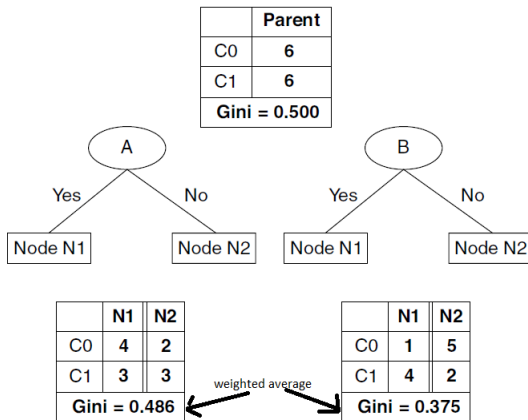 Parent
C0 6
C1 6
Gini = 0.500
A B
Yes No Yes No
Node N1 Node N2 Node N1 Node N2
N1 N2 N1 N2
C0 4 2 C0 1 5
C1 3 3 weighted average C1 4 2
Gini = 0.486 Gini = 0.375